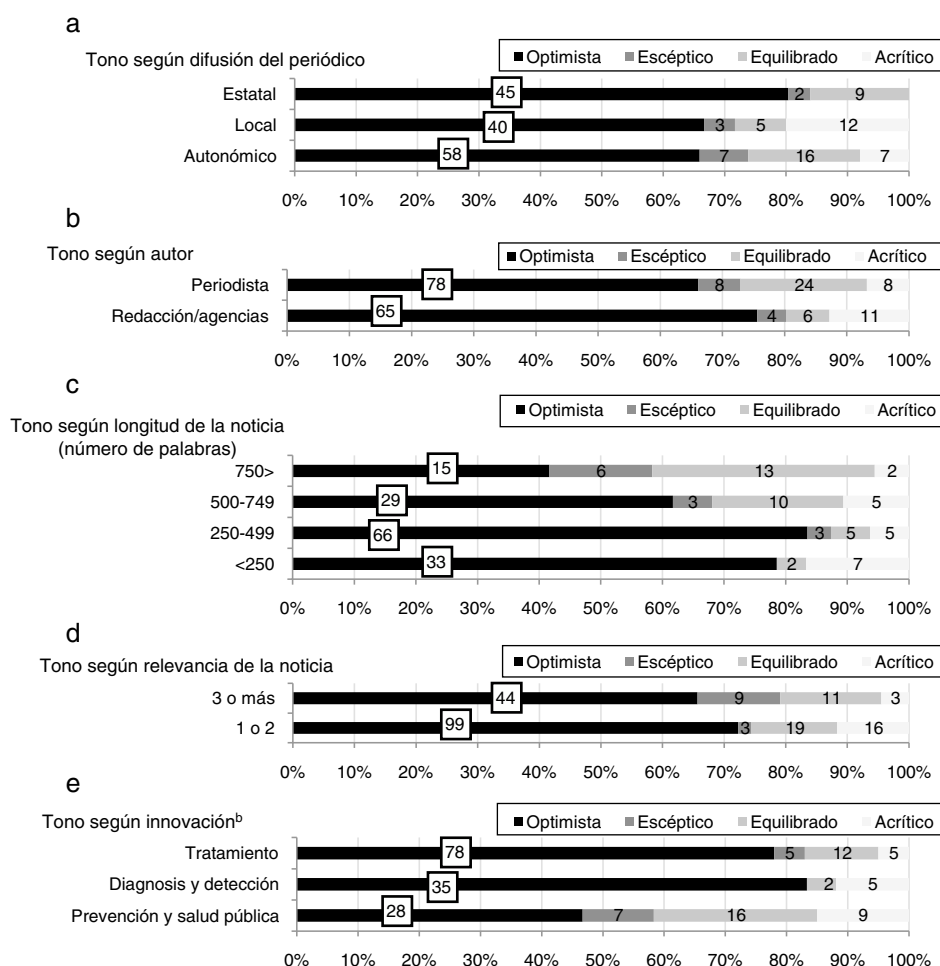 a
Optimista Escéptico Equilibrado Acrítico
Tono según difusión del periódico
Estatal 45 2 9
Local 40 3 5 12
Autonómico 58 7 16 7
0% 10% 20% 30% 40% 50% 60% 70% 80% 90% 100%
b
Tono según autor
Optimista Escéptico Equilibrado Acrítico
Periodista 78 8 24 8
Redacción/agencias 65 4 6 11
0% 10% 20% 30% 40% 50% 60% 70% 80% 90% 100%
c
Optimista Escéptico Equilibrado Acrítico
Tono según longitud de la noticia
(número de palabras)
750> 15 6 13 2
500-749 29 3 10 5
250-499 66 3 5 5
<250 33 2 7
0% 10% 20% 30% 40% 50% 60% 70% 80% 90% 100%
d
Tono según relevancia de la noticia
Optimista Escéptico Equilibrado Acrítico
3 o más 44 9 11 3
1 o 2 99 3 19 16
0% 10% 20% 30% 40% 50% 60% 70% 80% 90% 100%
e
Tono según innovaciónᵇ
Optimista Escéptico Equilibrado Acrítico
Tratamiento 78 5 12 5
Diagnosis y detección 35 2 5
Prevención y salud pública 28 7 16 9
0% 10% 20% 30% 40% 50% 60% 70% 80% 90% 100%